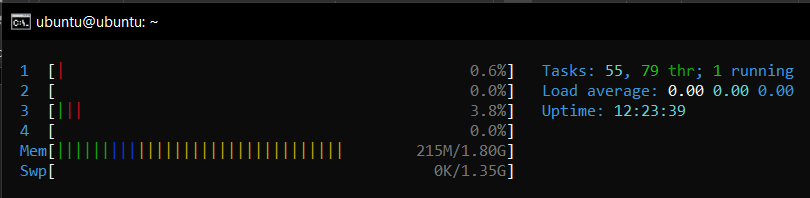 ubuntu@ubuntu: ~
1 [| 0.6%] Tasks: 55, 79 thr; 1 running
2 [ 0.0%] Load average: 0.00 0.00 0.00
3 [||| 3.8%] Uptime: 12:23:39
4 [ 0.0%]
Mem[|||||||||||||||||||||||||||||||| 215M/1.80G]
Swp[ 0K/1.35G]